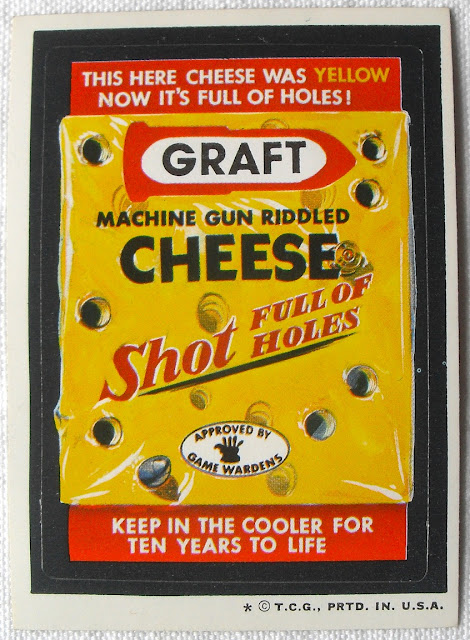 THIS HERE CHEESE WAS YELLOW
NOW IT'S FULL OF HOLES!
GRAFT
MACHINE GUN RIDDLED
CHEESE
Shot FULL OF
HOLES
APPROVED BY
GAME WARDENS
KEEP IN THE COOLER FOR
TEN YEARS TO LIFE
* © T.C.G., PRTD. IN. U.S.A.